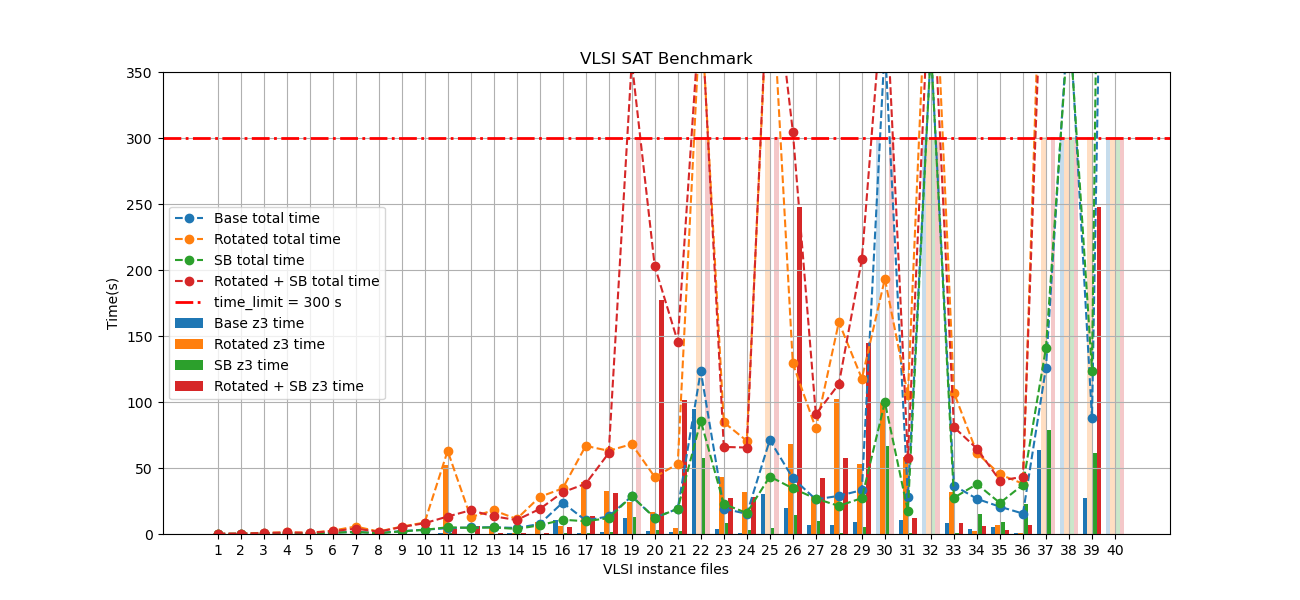 VLSI SAT Benchmark
350
300
250
200
150
100
50
0
Time(s)
Base total time
Rotated total time
SB total time
Rotated + SB total time
time_limit = 300 s
Base z3 time
Rotated z3 time
SB z3 time
Rotated + SB z3 time
1 2 3 4 5 6 7 8 9 10 11 12 13 14 15 16 17 18 19 20 21 22 23 24 25 26 27 28 29 30 31 32 33 34 35 36 37 38 39 40
VLSI instance files